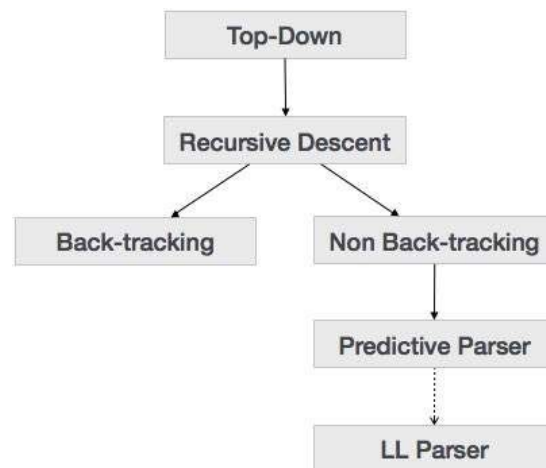 Top-Down
Recursive Descent
Back-tracking
Non Back-tracking
Predictive Parser
LL Parser